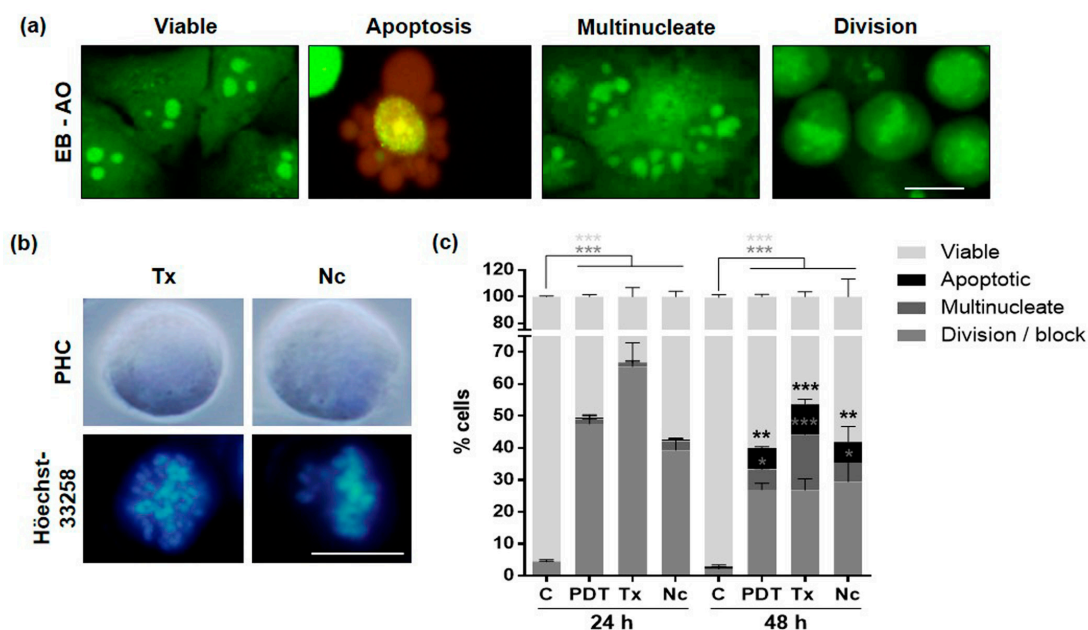 (a)
Viable
Apoptosis
Multinucleate
Division
EB - AO
(b)
Tx
Nc
PHC
Höechst-
33258
(c)
***
***
***
***
Viable
Apoptotic
Multinucleate
Division / block
% cells
120
100
80
70
60
50
40
30
20
10
0
**
*
***
***
**
*
C PDT Tx Nc C PDT Tx Nc
24 h 48 h